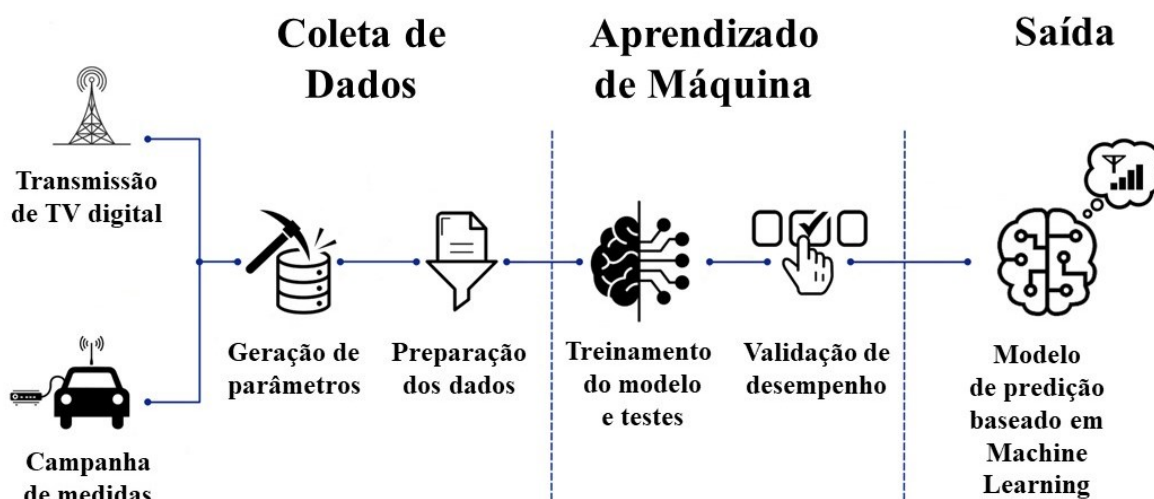 Coleta de
Dados
Aprendizado
de Máquina
Saída
Transmissão
de TV digital
Campanha
de medidas
Geração de
parâmetros
Preparação
dos dados
Treinamento
do modelo
e testes
Validação de
desempenho
Modelo
de predição
baseado em
Machine
Learning